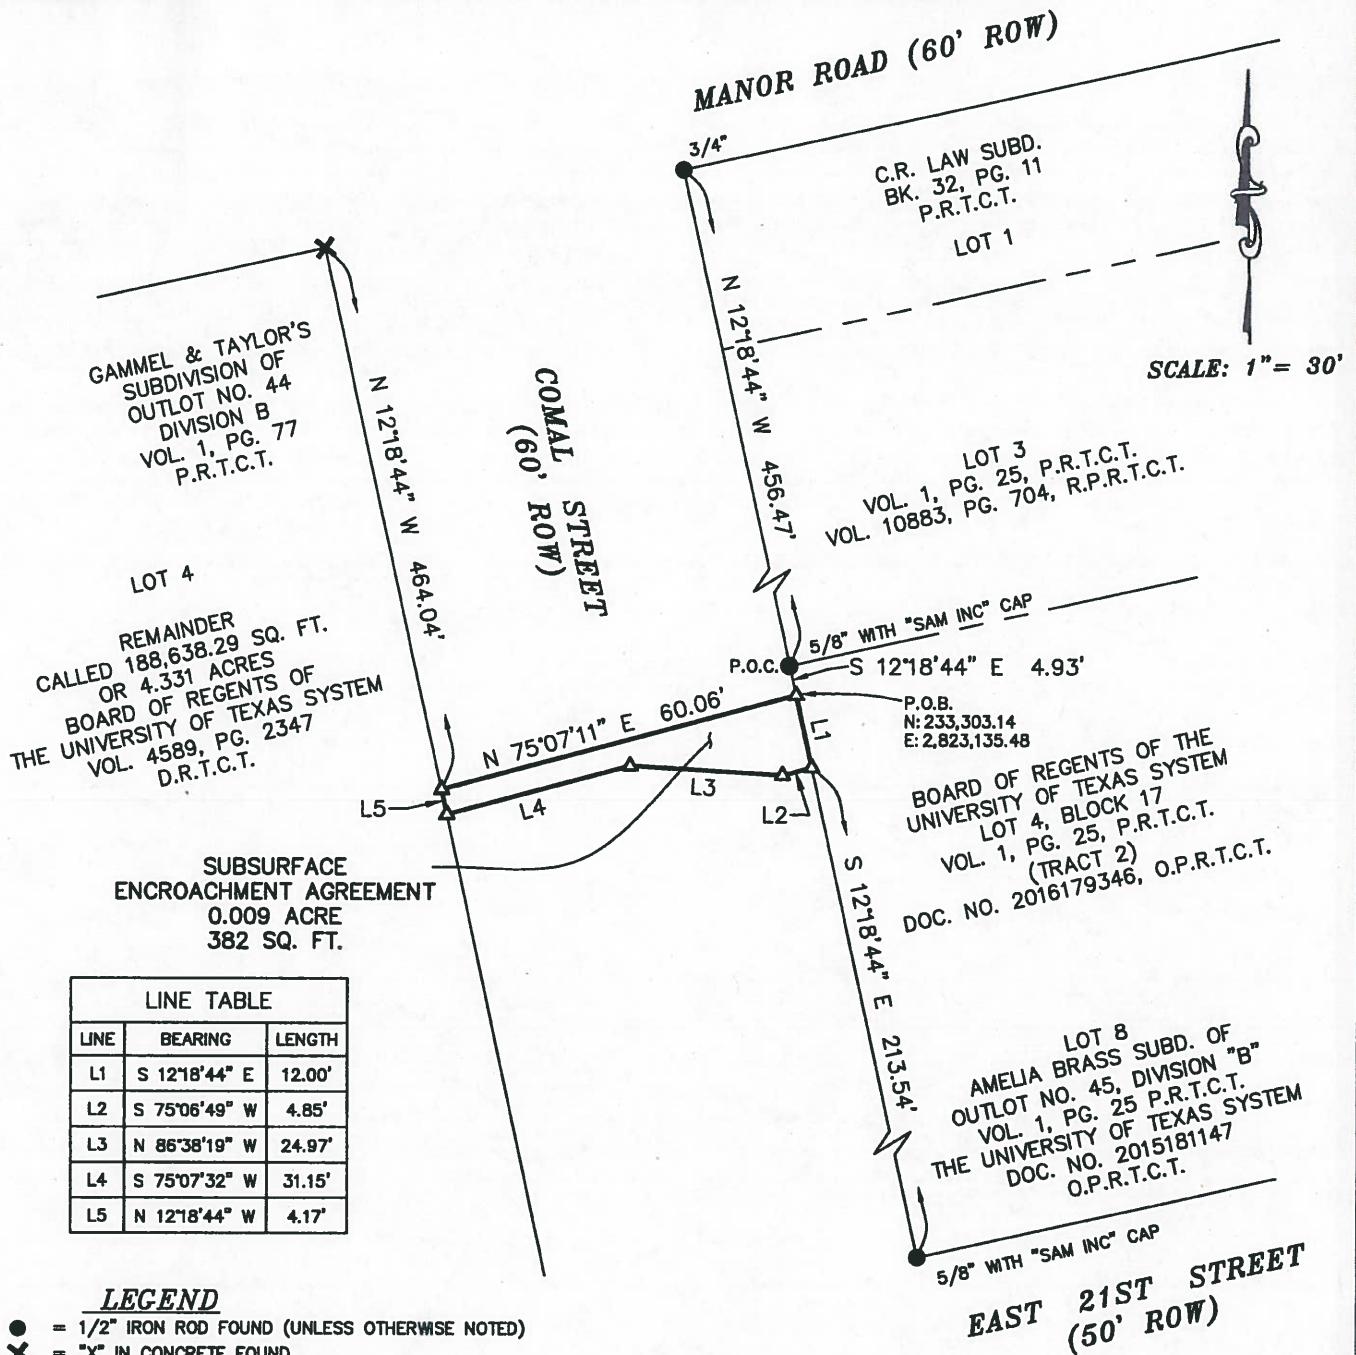 MANOR ROAD (60' ROW)
3/4"
C.R. LAW SUBD.
BK. 32, PG. 11
P.R.T.C.T.
LOT 1
SCALE: 1"= 30'
N 12°18'44" W 456.47'
GAMMEL & TAYLOR'S
SUBDIVISION OF
OUTLOT NO. 44
DIVISION B
VOL. 1, PG. 77
P.R.T.C.T.
N 12°18'44" W 464.04'
COMAL STREET
(60' ROW)
LOT 3
VOL. 1, PG. 25, P.R.T.C.T.
VOL. 10883, PG. 704, R.P.R.T.C.T.
LOT 4
REMAINDER
CALLED 188,638.29 SQ. FT.
OR 4.331 ACRES
BOARD OF REGENTS OF
THE UNIVERSITY OF TEXAS SYSTEM
VOL. 4589, PG. 2347
D.R.T.C.T.
5/8" WITH "SAM INC" CAP
P.O.C.
S 12°18'44" E 4.93'
P.O.B.
N: 233,303.14
E: 2,823,135.48
N 75°07'11" E 60.06'
L1
L2
L3
L4
L5
BOARD OF REGENTS OF THE
UNIVERSITY OF TEXAS SYSTEM
LOT 4, BLOCK 17
VOL. 1, PG. 25, P.R.T.C.T.
(TRACT 2)
DOC. NO. 2016179346, O.P.R.T.C.T.
SUBSURFACE
ENCROACHMENT AGREEMENT
0.009 ACRE
382 SQ. FT.
S 12°18'44" E 213.54'
LINE TABLE
LINE BEARING LENGTH
L1 S 12°18'44" E 12.00'
L2 S 75°06'49" W 4.85'
L3 N 86°38'19" W 24.97'
L4 S 75°07'32" W 31.15'
L5 N 12°18'44" W 4.17'
LOT 8
AMELIA BRASS SUBD. OF
OUTLOT NO. 45, DIVISION "B"
VOL. 1, PG. 25 P.R.T.C.T.
THE UNIVERSITY OF TEXAS SYSTEM
DOC. NO. 2015181147
O.P.R.T.C.T.
5/8" WITH "SAM INC" CAP
EAST 21ST STREET
(50' ROW)
LEGEND
= 1/2" IRON ROD FOUND (UNLESS OTHERWISE NOTED)
= "X" IN CONCRETE FOUND